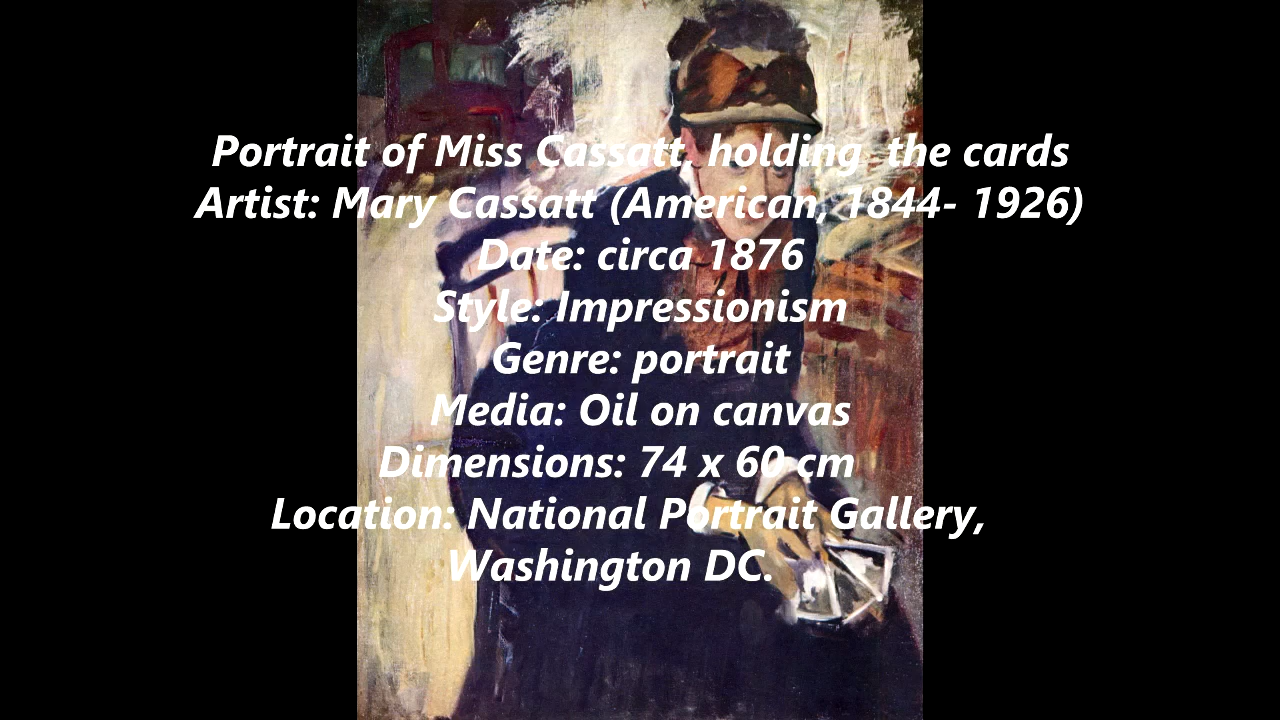 Portrait of Miss Cassatt, holding  the cards
Artist: Mary Cassatt (American, 1844- 1926)
Date: circa 1876
Style: Impressionism
Genre: portrait
Media: Oil on canvas
Dimensions: 74 x 60 cm
Location: National Portrait Gallery,
Washington DC.